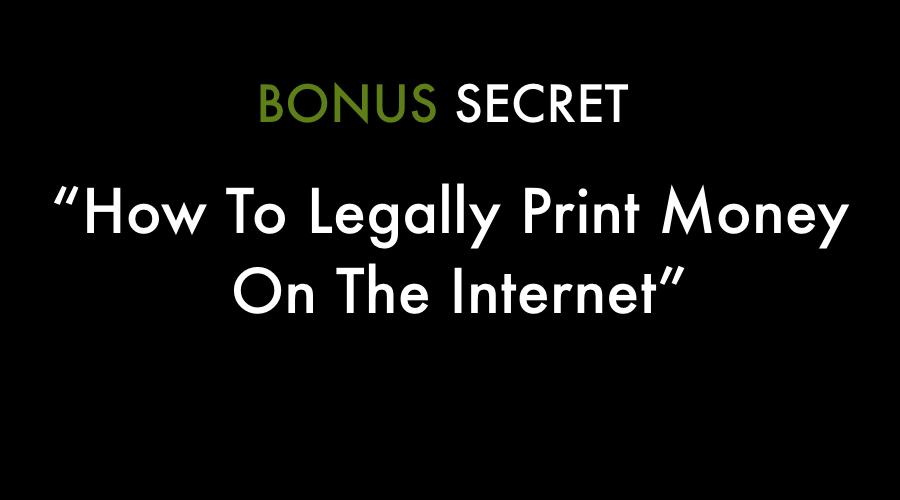 BONUS SECRET
“How To Legally Print Money
On The Internet”